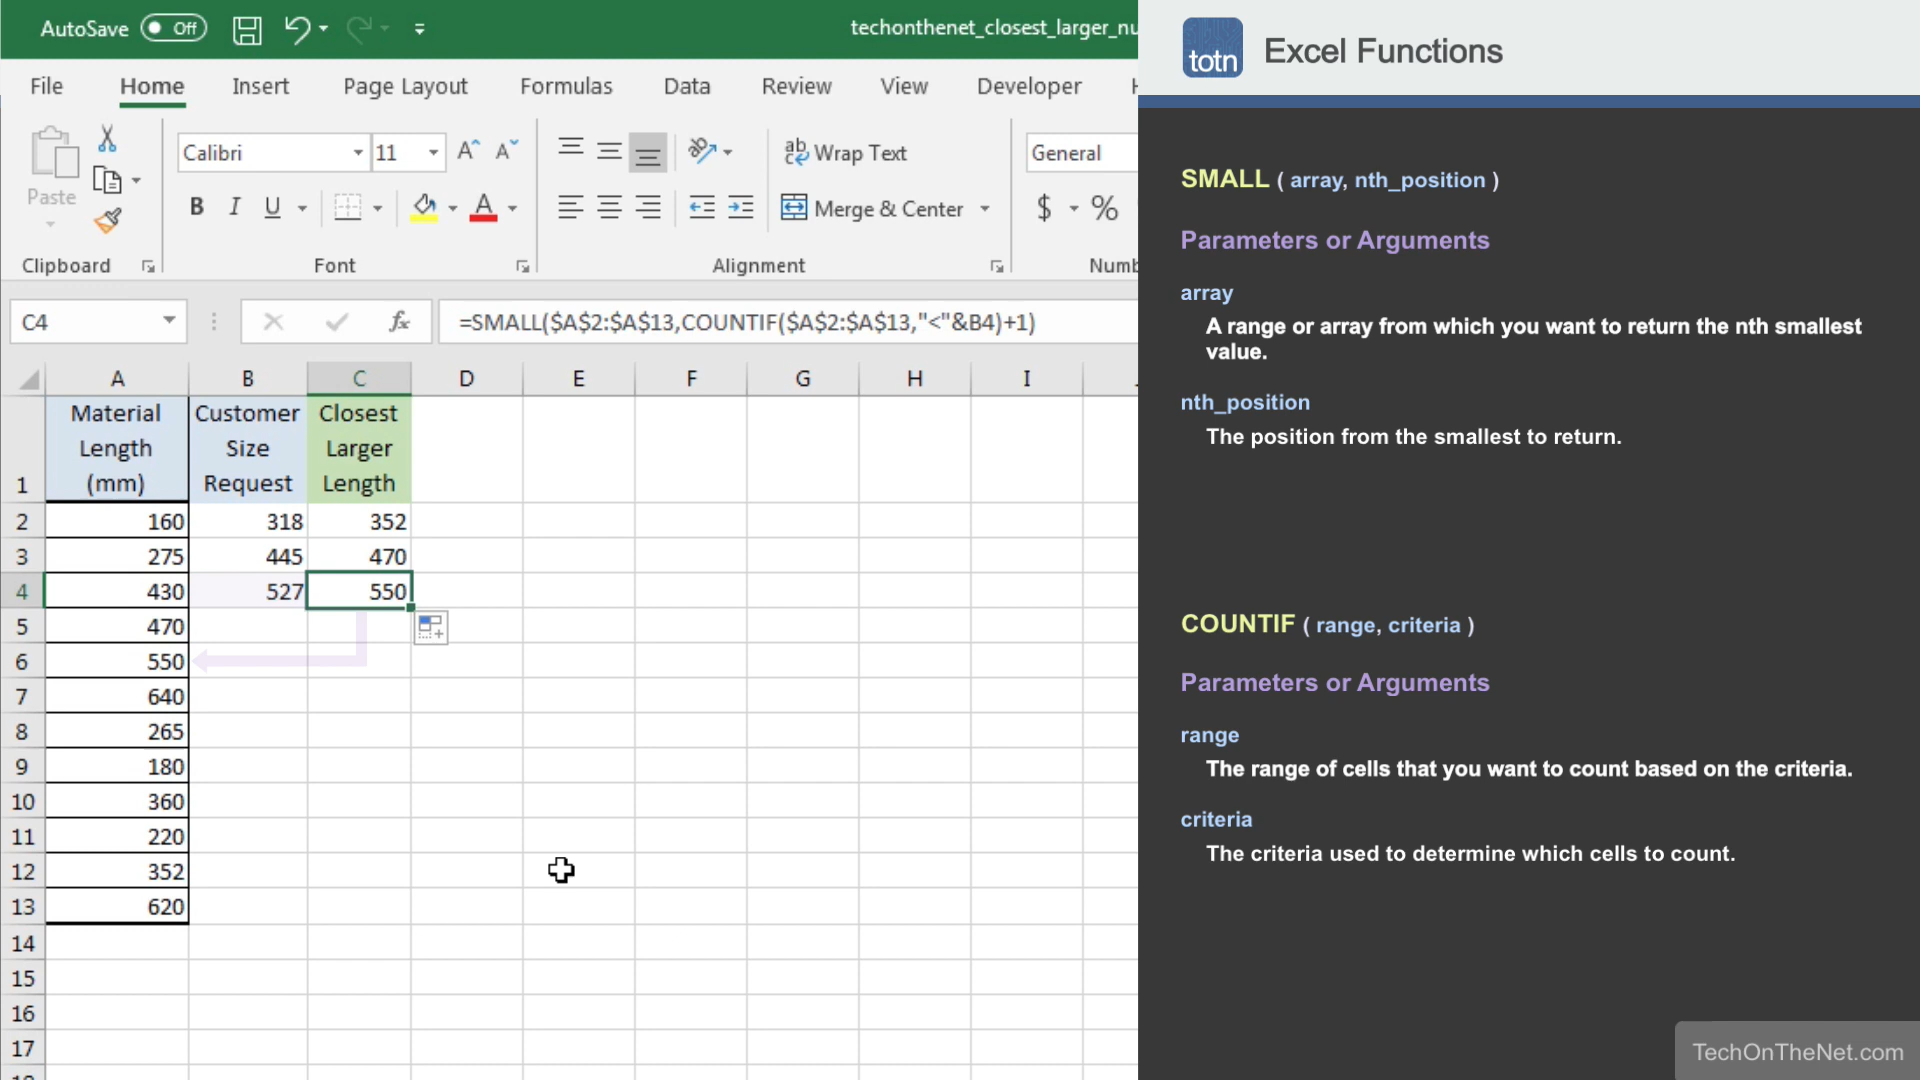 AutoSave Off
techonthenet_closest_larger_nu
totn Excel Functions
File Home Insert Page Layout Formulas Data Review View Developer
Calibri 11
ab Wrap Text
General
Paste
B I U A
Merge & Center
$ %
Clipboard Font Alignment
C4 fx =SMALL($A$2:$A$13,COUNTIF($A$2:$A$13,"<"&B4)+1)
A B C D E F G H I
Material Customer Closest
Length Size Larger
1 (mm) Request Length
2 160 318 352
3 275 445 470
4 430 527 550
5 470
6 550
7 640
8 265
9 180
10 360
11 220
12 352
13 620
14
15
16
17
SMALL ( array, nth_position )
Parameters or Arguments
array
A range or array from which you want to return the nth smallest
value.
nth_position
The position from the smallest to return.
COUNTIF ( range, criteria )
Parameters or Arguments
range
The range of cells that you want to count based on the criteria.
criteria
The criteria used to determine which cells to count.
TechOnTheNet.com